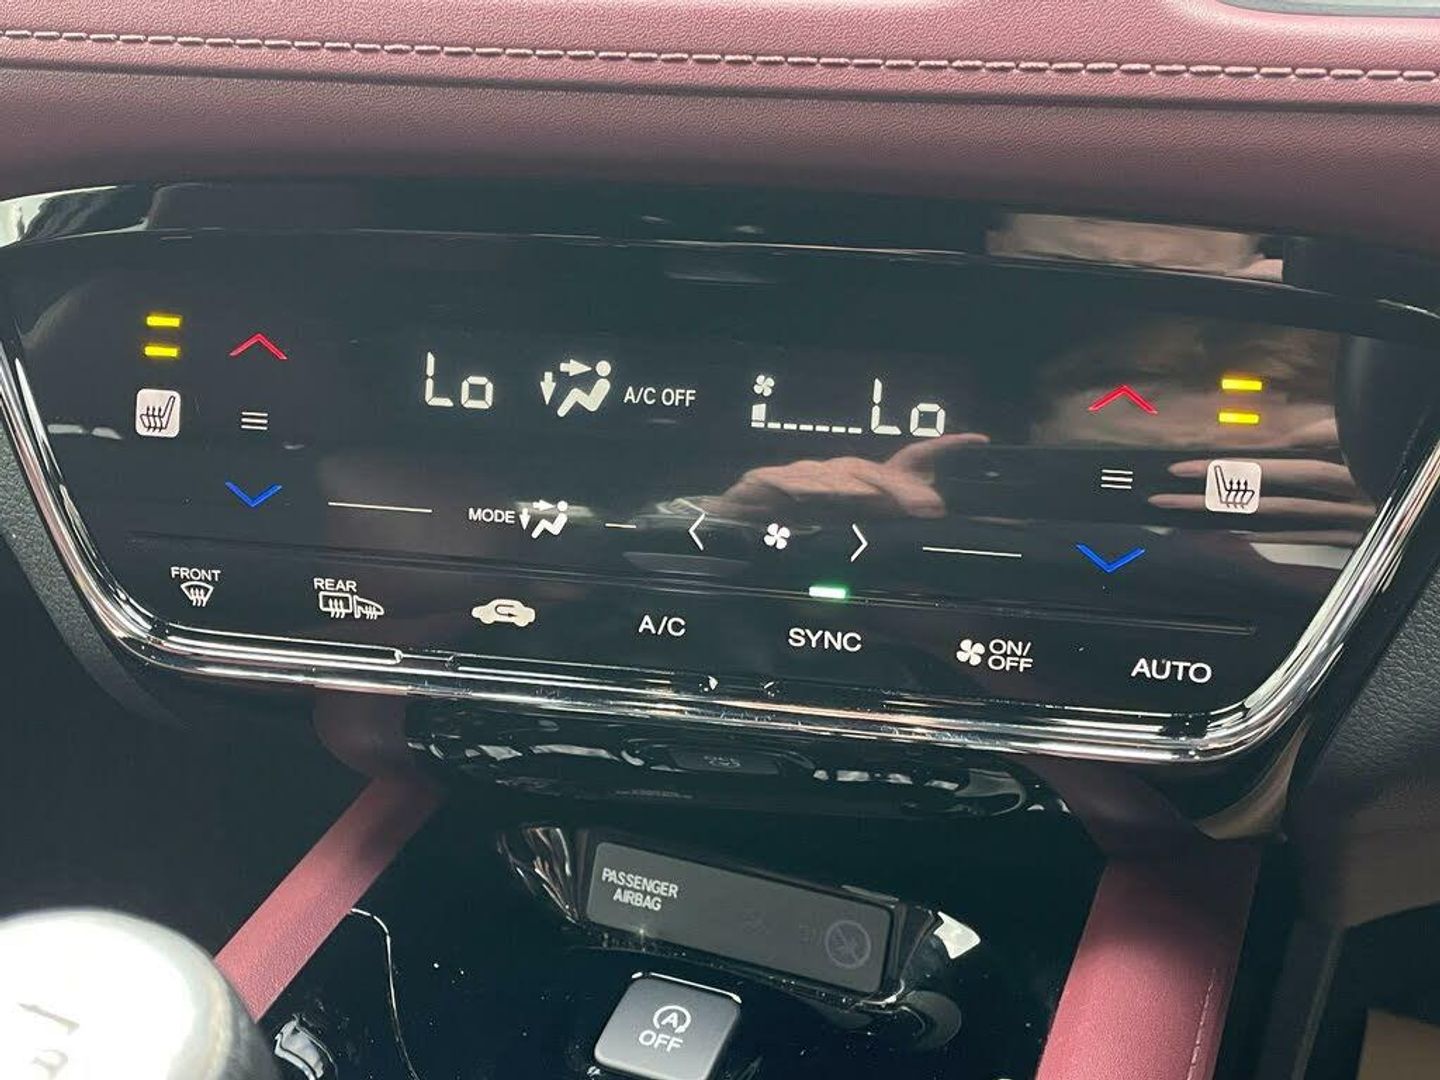 Lo A/C OFF Lo
MODE
FRONT
REAR
A/C
SYNC
ON/
OFF
AUTO
PASSENGER
AIRBAG
A
OFF